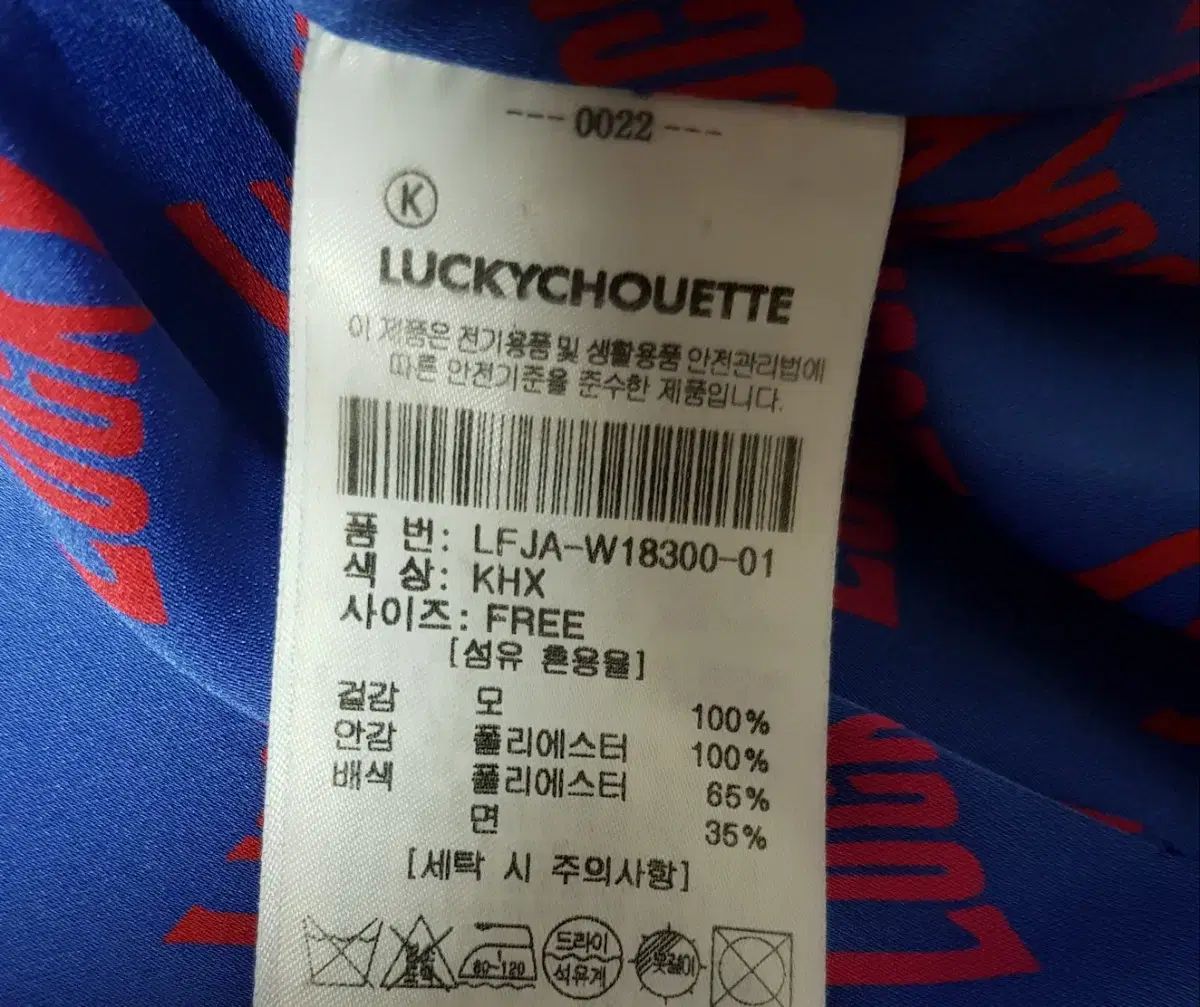 ---0022---
K
LUCKYCHOUETTE
이 제품은 전기용품 및 생활용품 안전관리법에
따른 안전기준을 준수한 제품입니다.
품 번: LFJA-W18300-01
색 상: KHX
사이즈: FREE
[섬유 혼용율]
겉감 모 100%
안감 폴리에스터 100%
배색 폴리에스터 65%
면 35%
[세탁 시 주의사항]
80-120
드라이
석유계
옷걸이